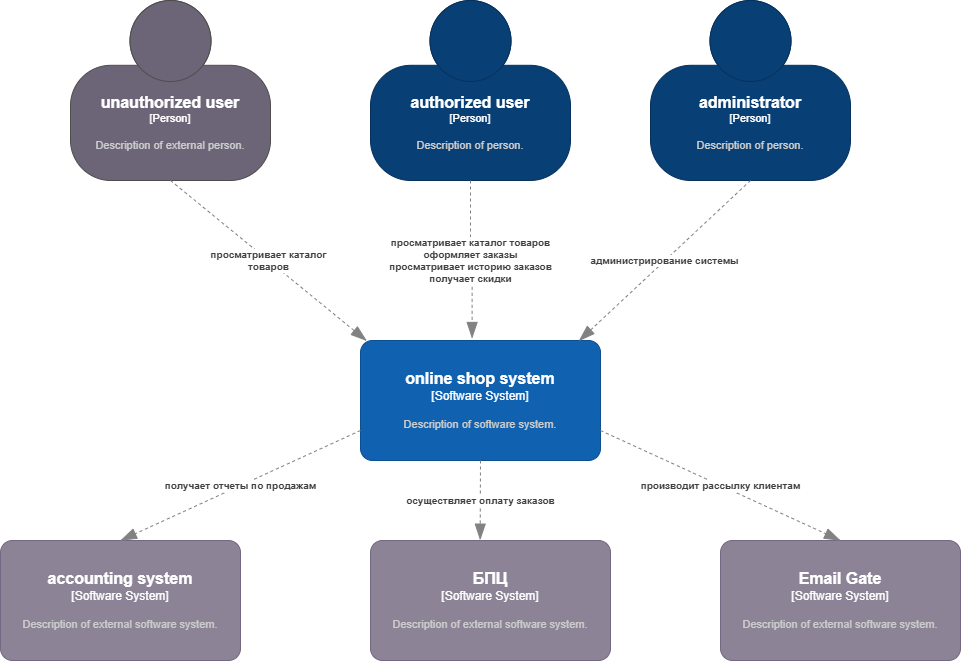 unauthorized user
[Person]
Description of external person.
authorized user
[Person]
Description of person.
administrator
[Person]
Description of person.
просматривает каталог
товаров
просматривает каталог товаров
оформляет заказы
просматривает историю заказов
получает скидки
администрирование системы
online shop system
[Software System]
Description of software system.
получает отчеты по продажам
осуществляет оплату заказов
производит рассылку клиентам
accounting system
[Software System]
Description of external software system.
БПЦ
[Software System]
Description of external software system.
Email Gate
[Software System]
Description of external software system.